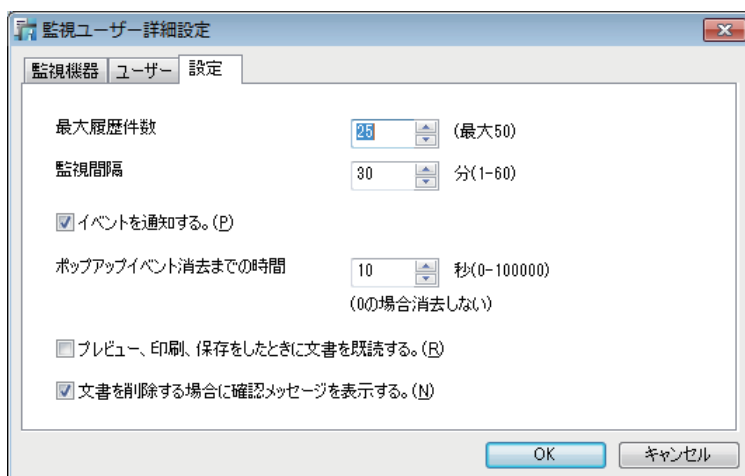 監視ユーザー詳細設定
監視機器 ユーザー 設定
最大履歴件数 25 (最大50)
監視間隔 30 分(1-60)
イベントを通知する。(P)
ポップアップイベント消去までの時間 10 秒(0-100000)
(0の場合消去しない)
プレビュー、印刷、保存をしたときに文書を既読する。(R)
文書を削除する場合に確認メッセージを表示する。(N)
OK キャンセル